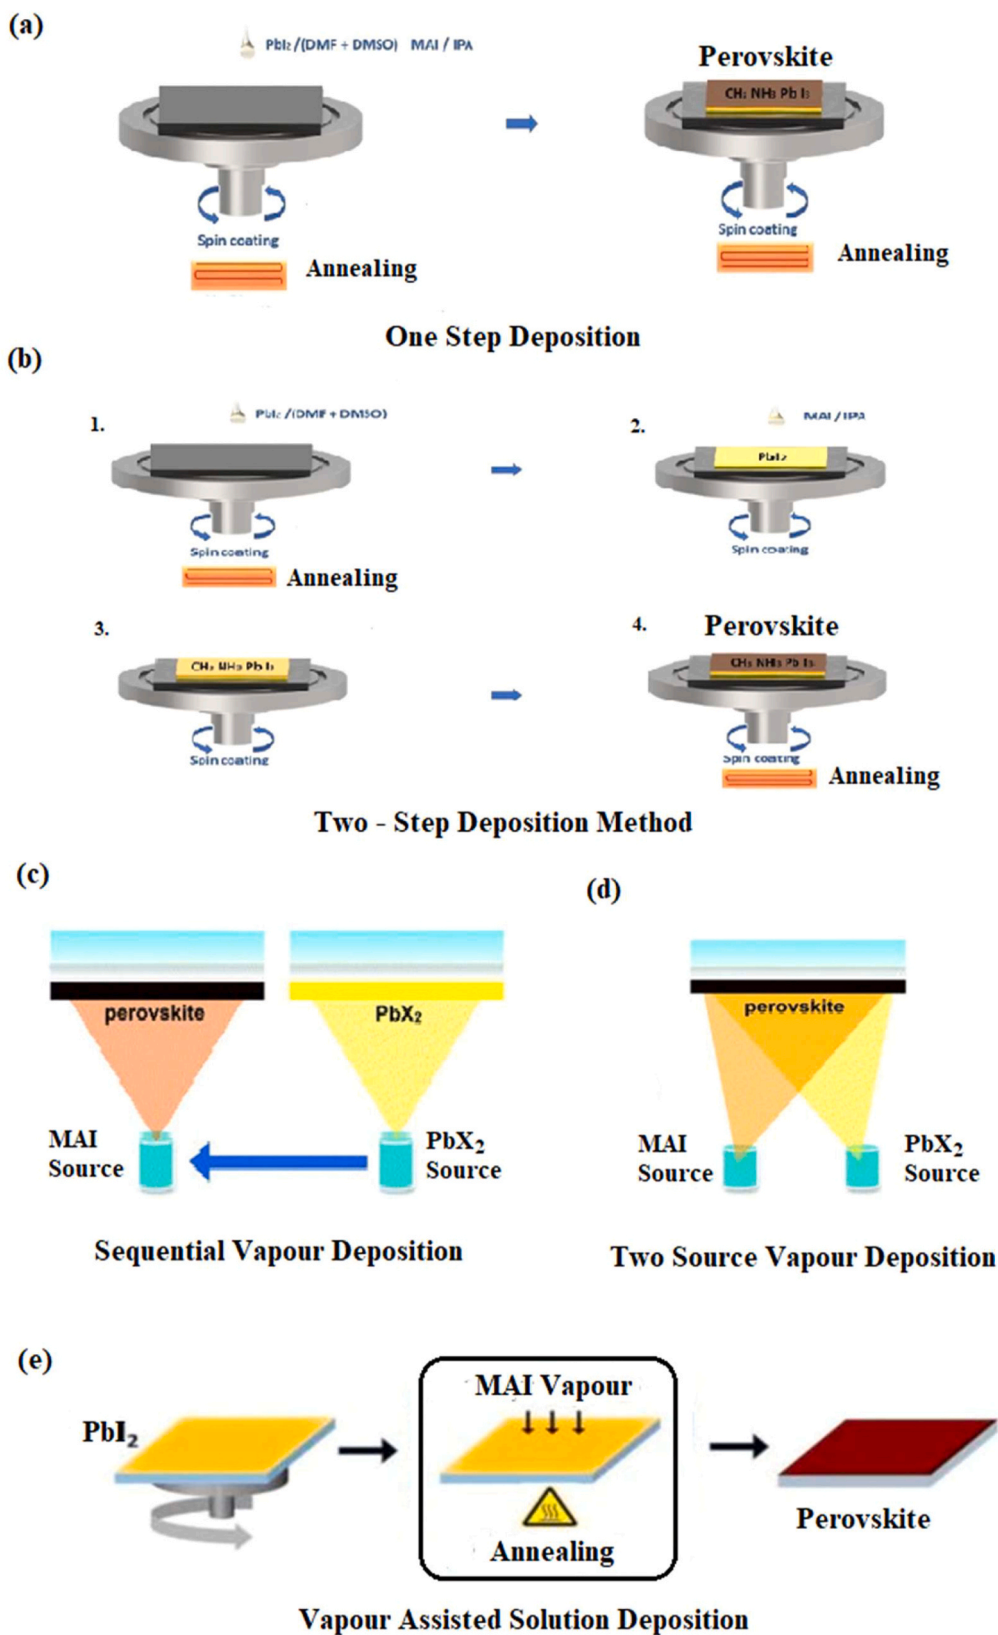 (a)
PbI₂ /(DMF + DMSO) MAI / IPA
Perovskite
CH₃ NH₃ Pb I₃
Spin coating
Spin coating
Annealing
Annealing
One Step Deposition
(b)
1.
PbI₂ /(DMF + DMSO)
2.
MAI / IPA
PbI₂
Spin coating
Spin coating
Annealing
3.
4.
Perovskite
CH₃ NH₃ Pb I₃
CH₃ NH₃ Pb I₃
Spin coating
Spin coating
Annealing
Two - Step Deposition Method
(c)
(d)
perovskite
PbX₂
perovskite
MAI
Source
PbX₂
Source
MAI
Source
PbX₂
Source
Sequential Vapour Deposition
Two Source Vapour Deposition
(e)
PbI₂
MAI Vapour
Annealing
Perovskite
Vapour Assisted Solution Deposition